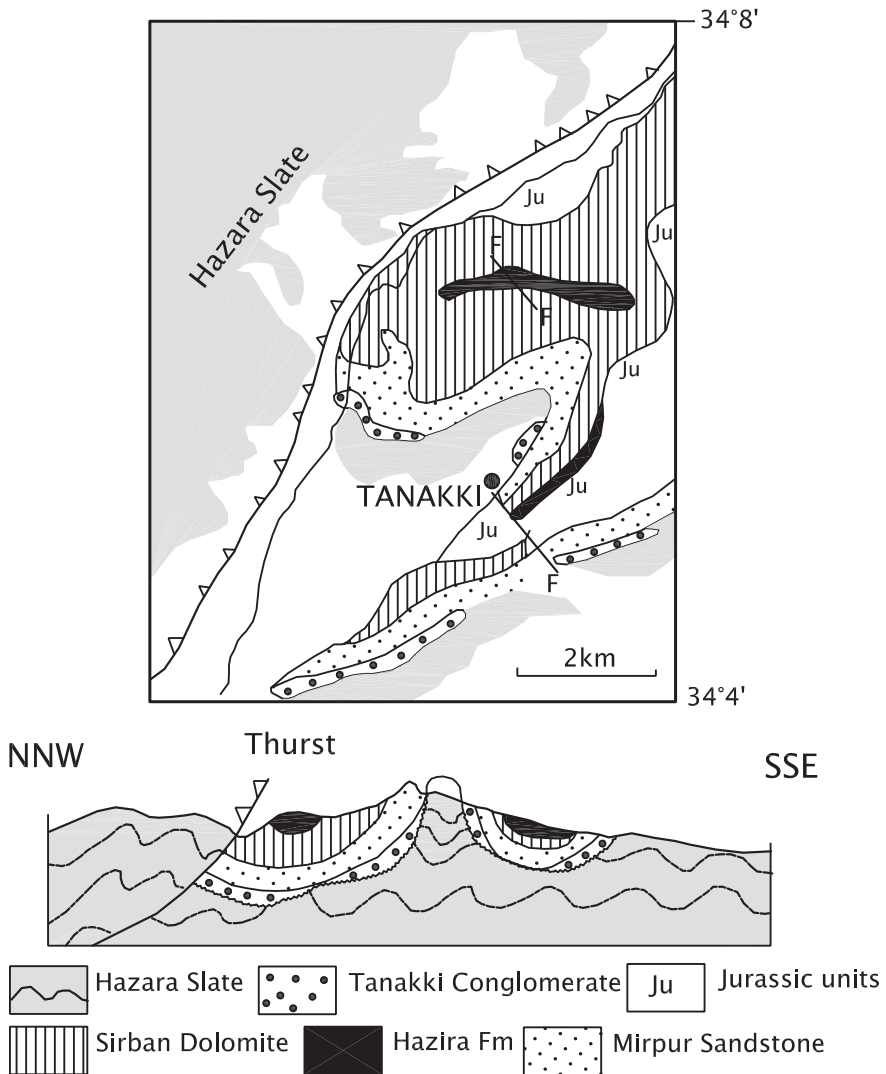 34°8'
Hazara Slate
Ju
Ju
F
F
Ju
TANAKKI
Ju
Ju
F
2km
34°4'
NNW
Thurst
SSE
Hazara Slate
Tanakki Conglomerate
Ju
Jurassic units
Sirban Dolomite
Hazira Fm
Mirpur Sandstone